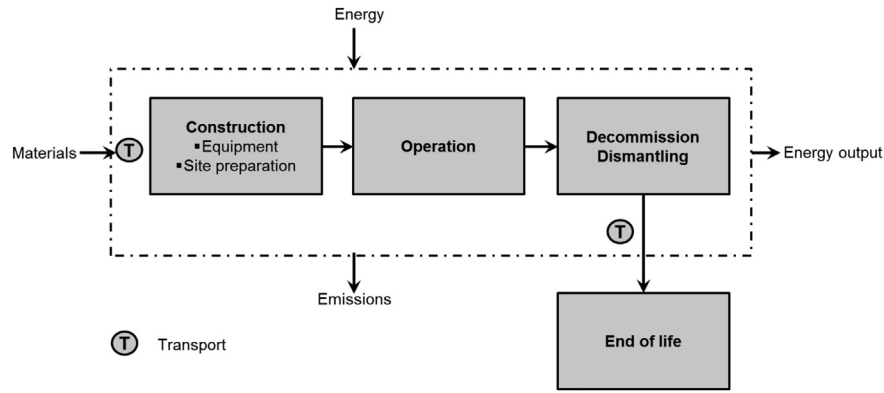 Energy
Materials
T
Construction
▪Equipment
▪Site preparation
Operation
Decommission
Dismantling
Energy output
T
Emissions
End of life
T
Transport